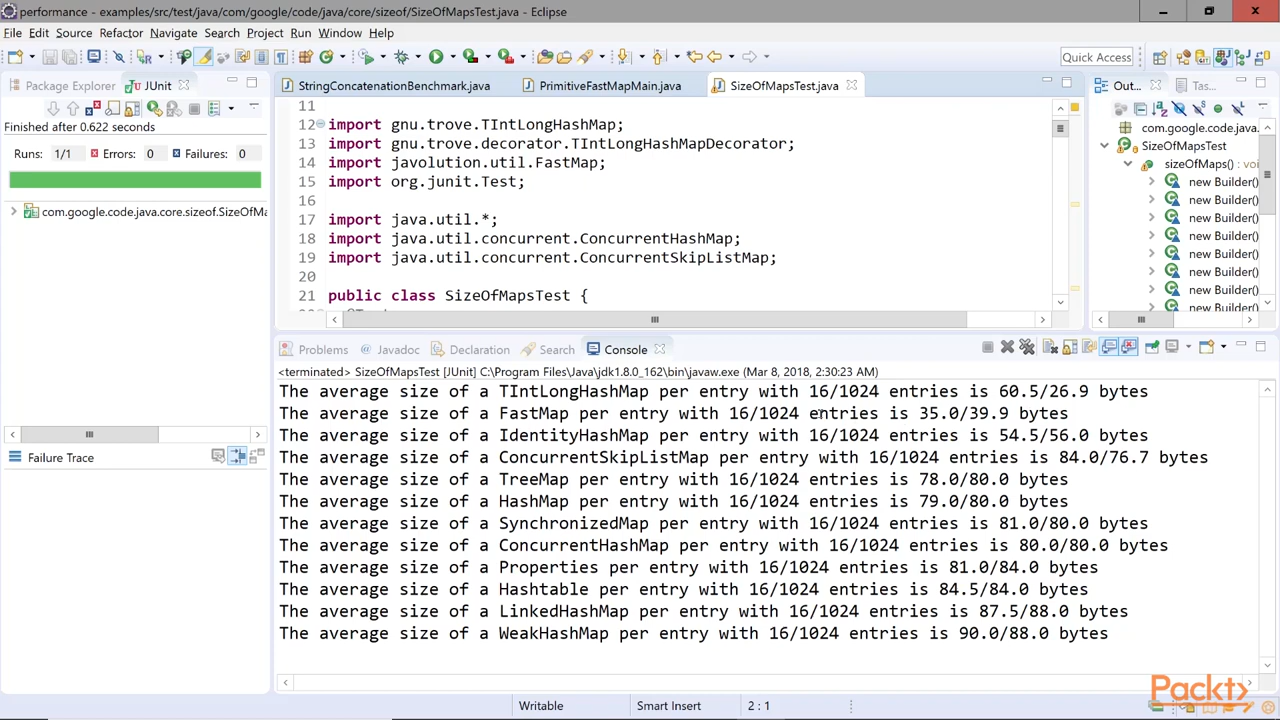 performance - examples/src/test/java/com/google/code/java/core/sizeof/SizeOfMapsTest.java - Eclipse
File Edit Source Refactor Navigate Search Project Run Window Help
Quick Access
Package Explorer JUnit
StringConcatenationBenchmark.java PrimitiveFastMapMain.java SizeOfMapsTest.java
Out... Ta...
Finished after 0.622 seconds
Runs: 1/1 Errors: 0 Failures: 0
com.google.code.java.core.sizeof.SizeOfMa
Failure Trace
11
12 import gnu.trove.TIntLongHashMap;
13 import gnu.trove.decorator.TIntLongHashMapDecorator;
14 import javolution.util.FastMap;
15 import org.junit.Test;
16
17 import java.util.*;
18 import java.util.concurrent.ConcurrentHashMap;
19 import java.util.concurrent.ConcurrentSkipListMap;
20
21 public class SizeOfMapsTest {
com.google.code.java.
SizeOfMapsTest
sizeOfMaps() : voi
new Builder()
new Builder()
new Builder()
new Builder()
new Builder()
new Builder()
new Builder()
new Builder()
Problems @ Javadoc Declaration Search Console
<terminated> SizeOfMapsTest [JUnit] C:\Program Files\Java\jdk1.8.0_162\bin\javaw.exe (Mar 8, 2018, 2:30:23 AM)
The average size of a TIntLongHashMap per entry with 16/1024 entries is 60.5/26.9 bytes
The average size of a FastMap per entry with 16/1024 entries is 35.0/39.9 bytes
The average size of a IdentityHashMap per entry with 16/1024 entries is 54.5/56.0 bytes
The average size of a ConcurrentSkipListMap per entry with 16/1024 entries is 84.0/76.7 bytes
The average size of a TreeMap per entry with 16/1024 entries is 78.0/80.0 bytes
The average size of a HashMap per entry with 16/1024 entries is 79.0/80.0 bytes
The average size of a SynchronizedMap per entry with 16/1024 entries is 81.0/80.0 bytes
The average size of a ConcurrentHashMap per entry with 16/1024 entries is 80.0/80.0 bytes
The average size of a Properties per entry with 16/1024 entries is 81.0/84.0 bytes
The average size of a Hashtable per entry with 16/1024 entries is 84.5/84.0 bytes
The average size of a LinkedHashMap per entry with 16/1024 entries is 87.5/88.0 bytes
The average size of a WeakHashMap per entry with 16/1024 entries is 90.0/88.0 bytes
Packt>
Writable Smart Insert 2 : 1